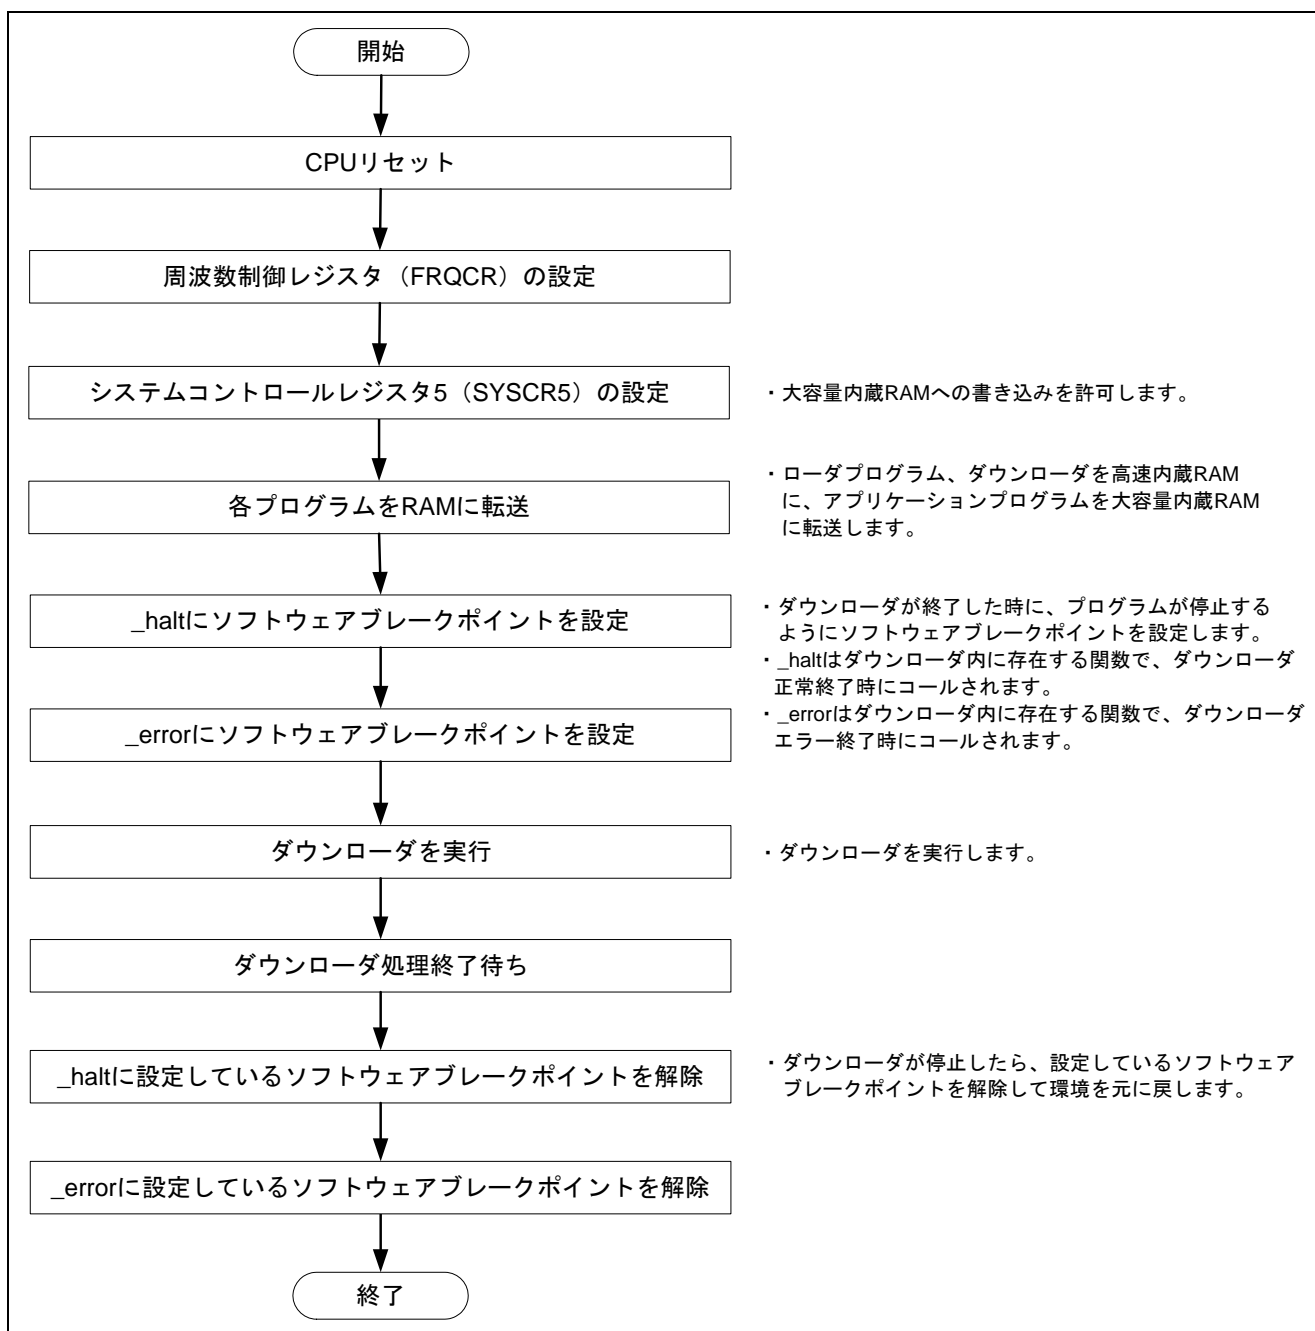 開始
CPUリセット
周波数制御レジスタ（FRQCR）の設定
システムコントロールレジスタ5（SYSCR5）の設定
・大容量内蔵RAMへの書き込みを許可します。
各プログラムをRAMに転送
・ローダプログラム、ダウンローダを高速内蔵RAM
に、アプリケーションプログラムを大容量内蔵RAM
に転送します。
_haltにソフトウェアブレークポイントを設定
・ダウンローダが終了した時に、プログラムが停止する
ようにソフトウェアブレークポイントを設定します。
・_haltはダウンローダ内に存在する関数で、ダウンローダ
正常終了時にコールされます。
_errorにソフトウェアブレークポイントを設定
・_errorはダウンローダ内に存在する関数で、ダウンローダ
エラー終了時にコールされます。
ダウンローダを実行
・ダウンローダを実行します。
ダウンローダ処理終了待ち
_haltに設定しているソフトウェアブレークポイントを解除
・ダウンローダが停止したら、設定しているソフトウェア
ブレークポイントを解除して環境を元に戻します。
_errorに設定しているソフトウェアブレークポイントを解除
終了